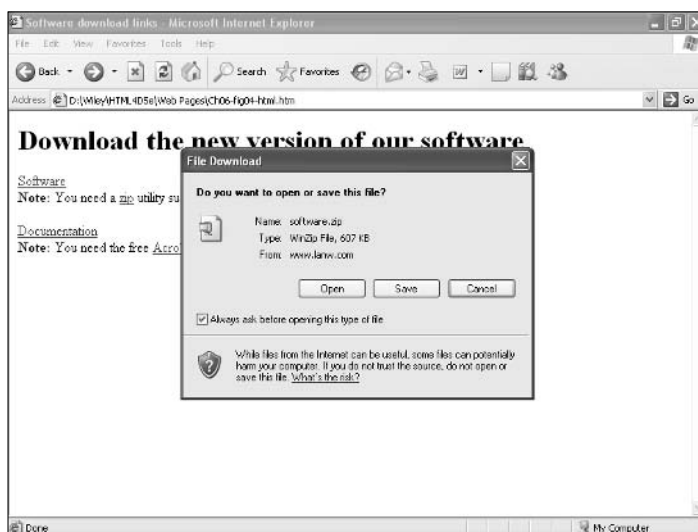 Software download links - Microsoft Internet Explorer
File Edit View Favorites Tools Help
Back Search Favorites
Address D:\Wiley\HTML4D5e\Web Pages\Ch06-fig04-html.htm Go
Download the new version of our software
Software
Note: You need a zip utility su
Documentation
Note: You need the free Acro
File Download
Do you want to open or save this file?
Name: software.zip
Type: WinZip File, 607 KB
From: www.lanw.com
Open Save Cancel
Always ask before opening this type of file
While files from the Internet can be useful, some files can potentially
harm your computer. If you do not trust the source, do not open or
save this file. What's the risk?
Done My Computer